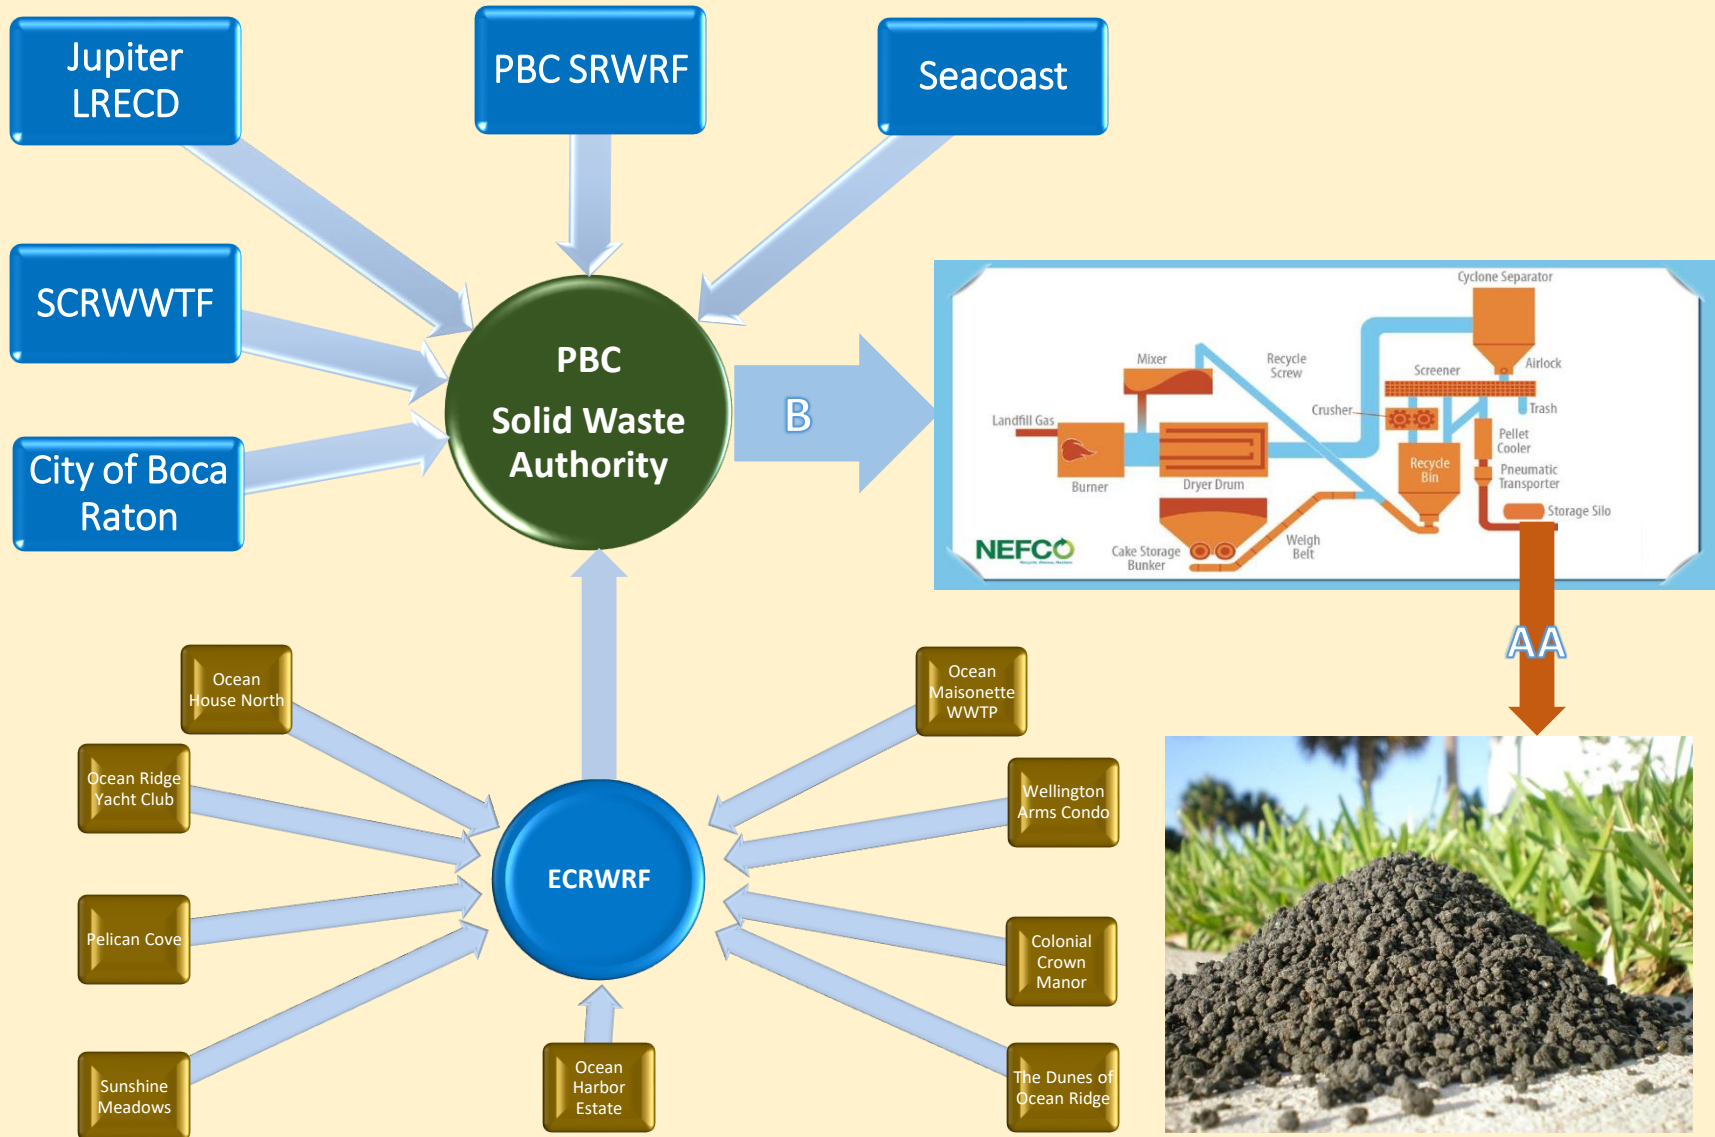 Jupiter
LRECD
PBC SRWRF
Seacoast
SCRWWTF
City of Boca
Raton
PBC
Solid Waste
Authority
B
Cyclone Separator
Mixer
Recycle
Screw
Screener
Airlock
Landfill Gas
Crusher
Trash
Pellet
Cooler
Recycle
Bin
Pneumatic
Transporter
Burner
Dryer Drum
Storage Silo
Weigh
Belt
Cake Storage
Bunker
NEFCO
AA
Ocean
House North
Ocean
Maisonette
WWTP
Ocean Ridge
Yacht Club
Wellington
Arms Condo
ECRWRF
Pelican Cove
Colonial
Crown
Manor
Sunshine
Meadows
Ocean
Harbor
Estate
The Dunes of
Ocean Ridge